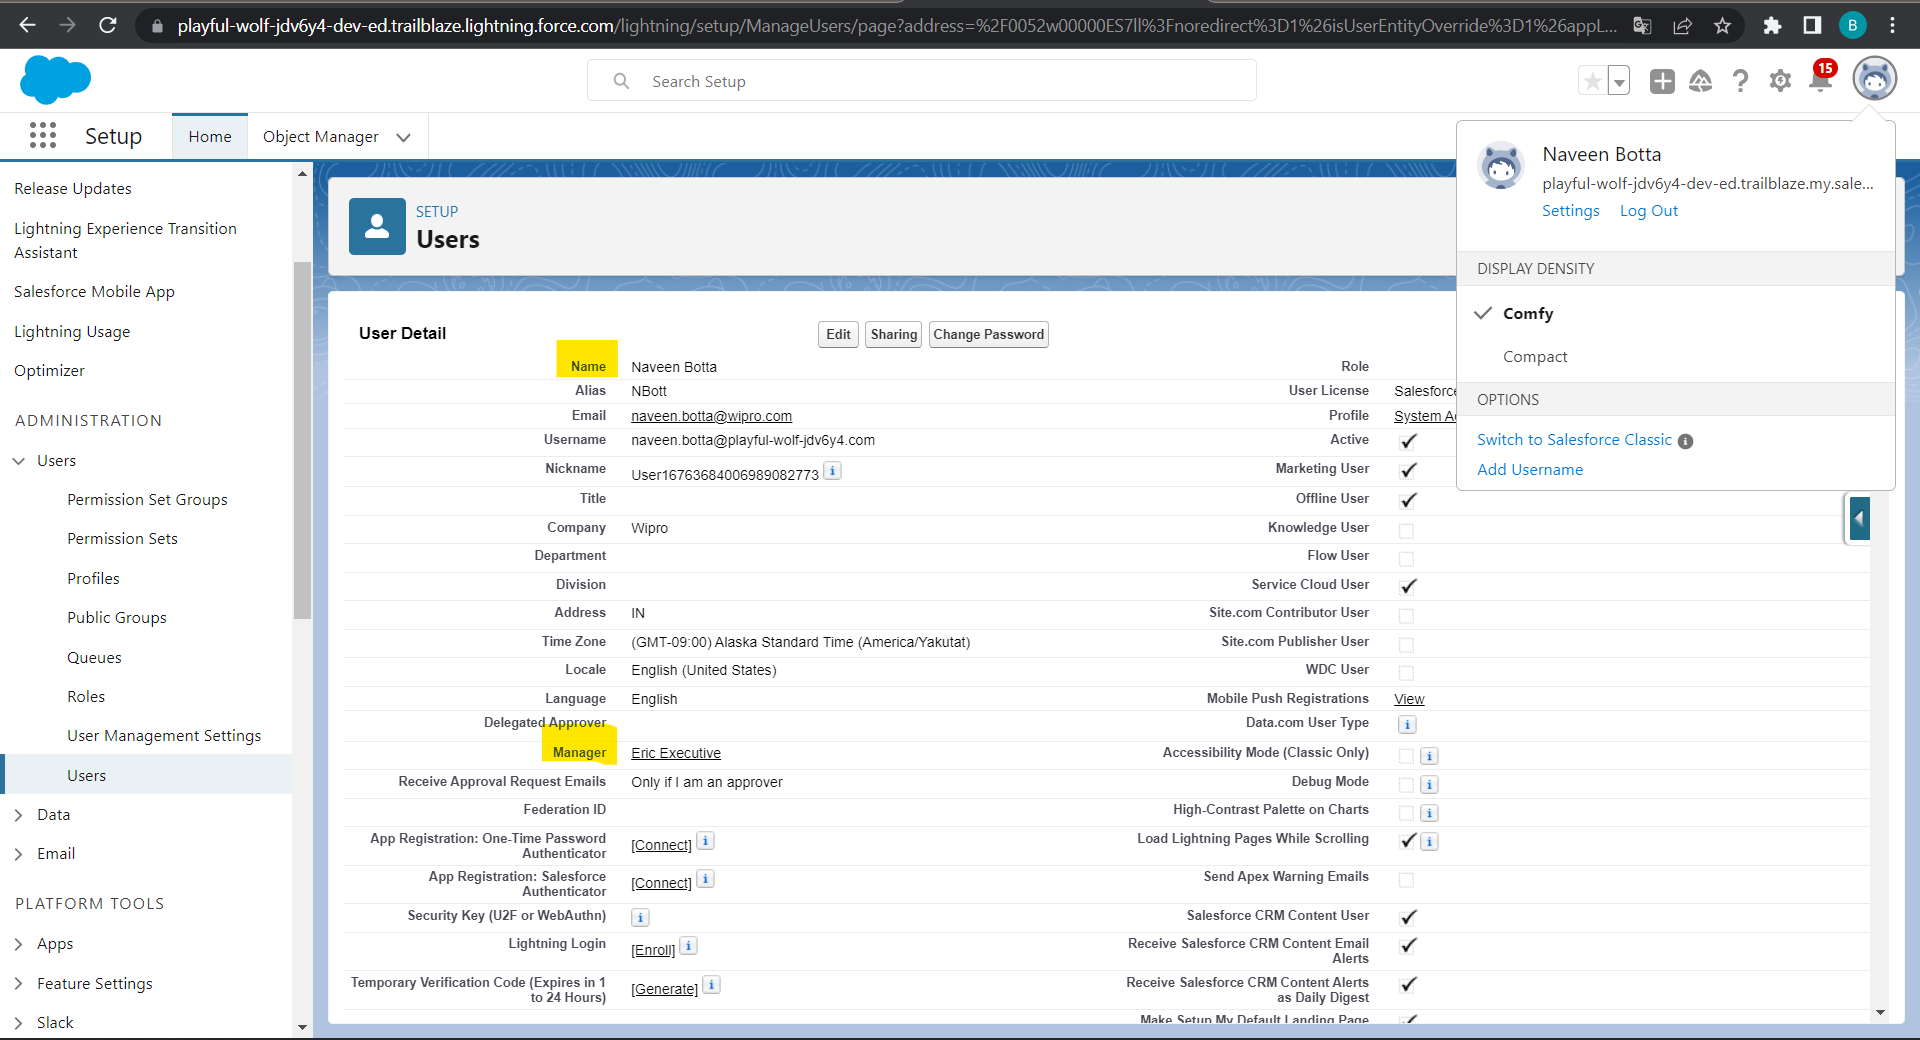 playful-wolf-jdv6y4-dev-ed.trailblaze.lightning.force.com/lightning/setup/ManageUsers/page?address=%2F0052w00000ES7ll%3Fnoredirect%3D1%26isUserEntityOverride%3D1%26appL...
B
Search Setup
15
Setup
Home
Object Manager
Release Updates
Lightning Experience Transition
Assistant
Salesforce Mobile App
Lightning Usage
Optimizer
ADMINISTRATION
Users
Permission Set Groups
Permission Sets
Profiles
Public Groups
Queues
Roles
User Management Settings
Users
Data
Email
PLATFORM TOOLS
Apps
Feature Settings
Slack
SETUP
Users
User Detail
Edit
Sharing
Change Password
Name Naveen Botta
Alias NBott
Email naveen.botta@wipro.com
Username naveen.botta@playful-wolf-jdv6y4.com
Nickname User16763684006989082773
Title
Company Wipro
Department
Division
Address IN
Time Zone (GMT-09:00) Alaska Standard Time (America/Yakutat)
Locale English (United States)
Language English
Delegated Approver
Manager Eric Executive
Receive Approval Request Emails Only if I am an approver
Federation ID
App Registration: One-Time Password
Authenticator [Connect]
App Registration: Salesforce
Authenticator [Connect]
Security Key (U2F or WebAuthn)
Lightning Login [Enroll]
Temporary Verification Code (Expires in 1
to 24 Hours) [Generate]
Role
User License Salesforce
Profile System A
Active
Marketing User
Offline User
Knowledge User
Flow User
Service Cloud User
Site.com Contributor User
Site.com Publisher User
WDC User
Mobile Push Registrations View
Data.com User Type
Accessibility Mode (Classic Only)
Debug Mode
High-Contrast Palette on Charts
Load Lightning Pages While Scrolling
Send Apex Warning Emails
Salesforce CRM Content User
Receive Salesforce CRM Content Email
Alerts
Receive Salesforce CRM Content Alerts
as Daily Digest
Make Setup My Default Landing Page
Naveen Botta
playful-wolf-jdv6y4-dev-ed.trailblaze.my.sale...
Settings
Log Out
DISPLAY DENSITY
Comfy
Compact
OPTIONS
Switch to Salesforce Classic
Add Username